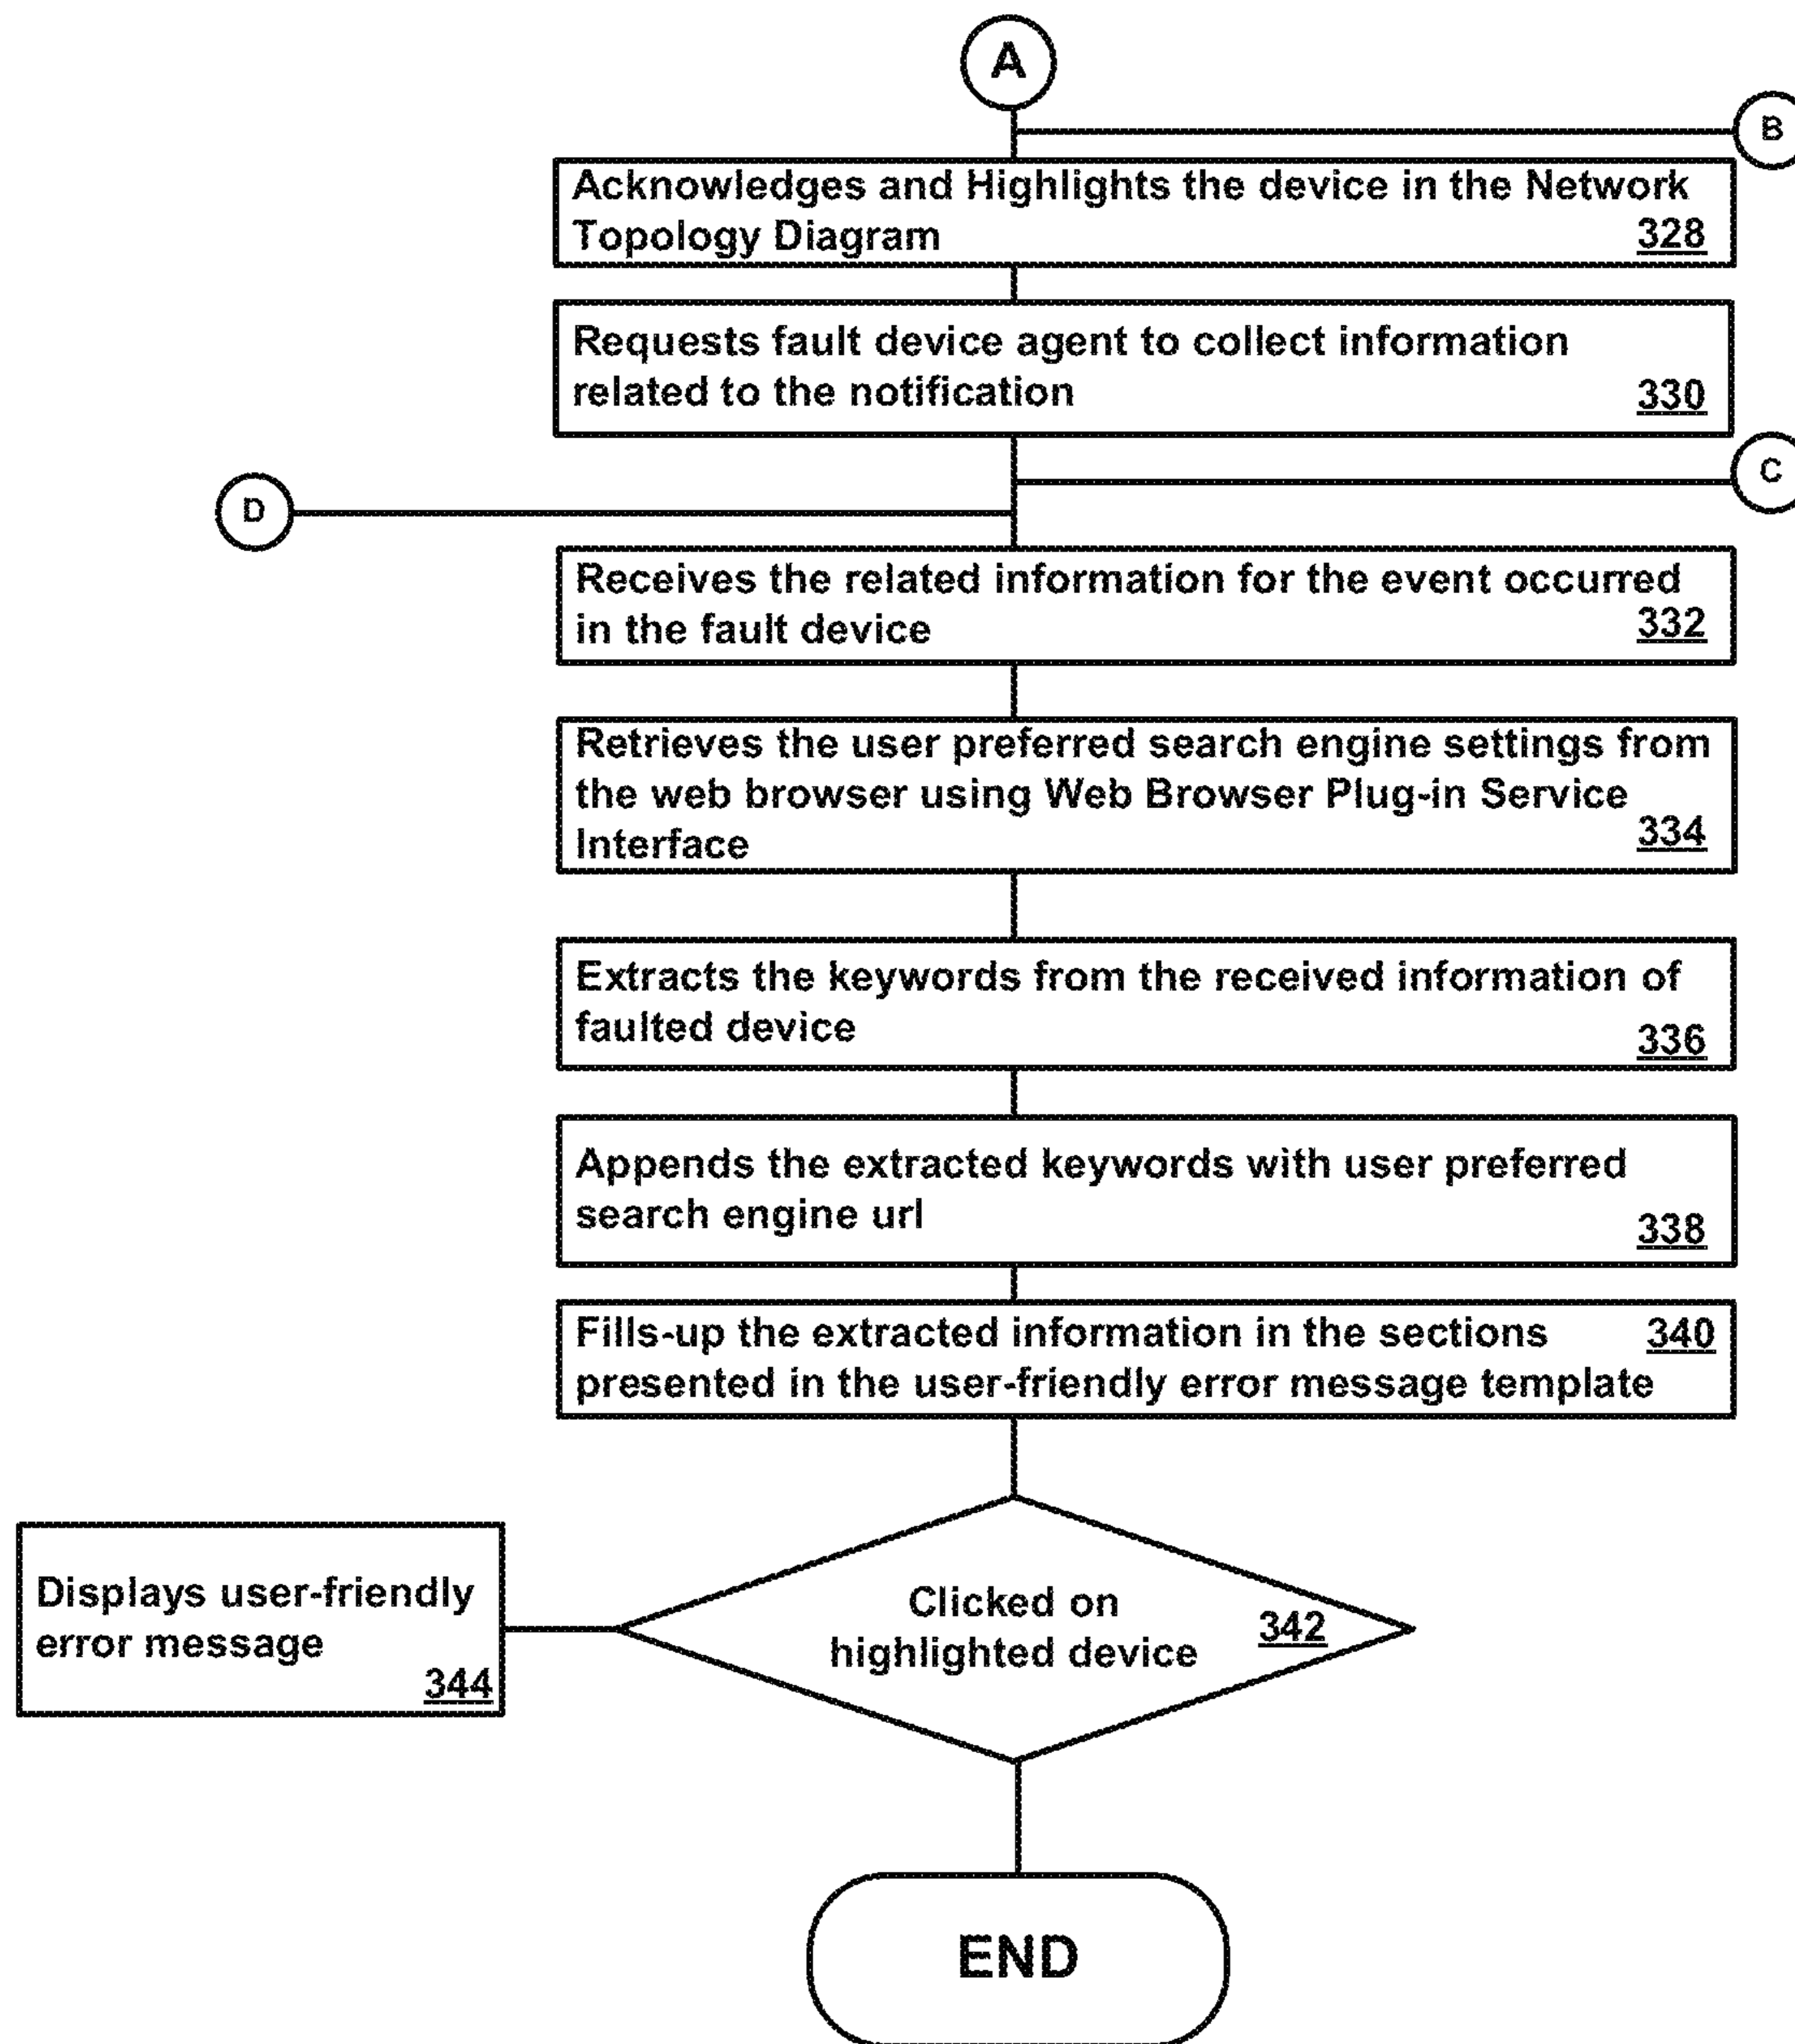 A
B
Acknowledges and Highlights the device in the Network
Topology Diagram 328
Requests fault device agent to collect information
related to the notification 330
C
D
Receives the related information for the event occurred
in the fault device 332
Retrieves the user preferred search engine settings from
the web browser using Web Browser Plug-in Service
Interface 334
Extracts the keywords from the received information of
faulted device 336
Appends the extracted keywords with user preferred
search engine url 338
Fills-up the extracted information in the sections 340
presented in the user-friendly error message template
Displays user-friendly
error message
344
Clicked on
highlighted device 342
END